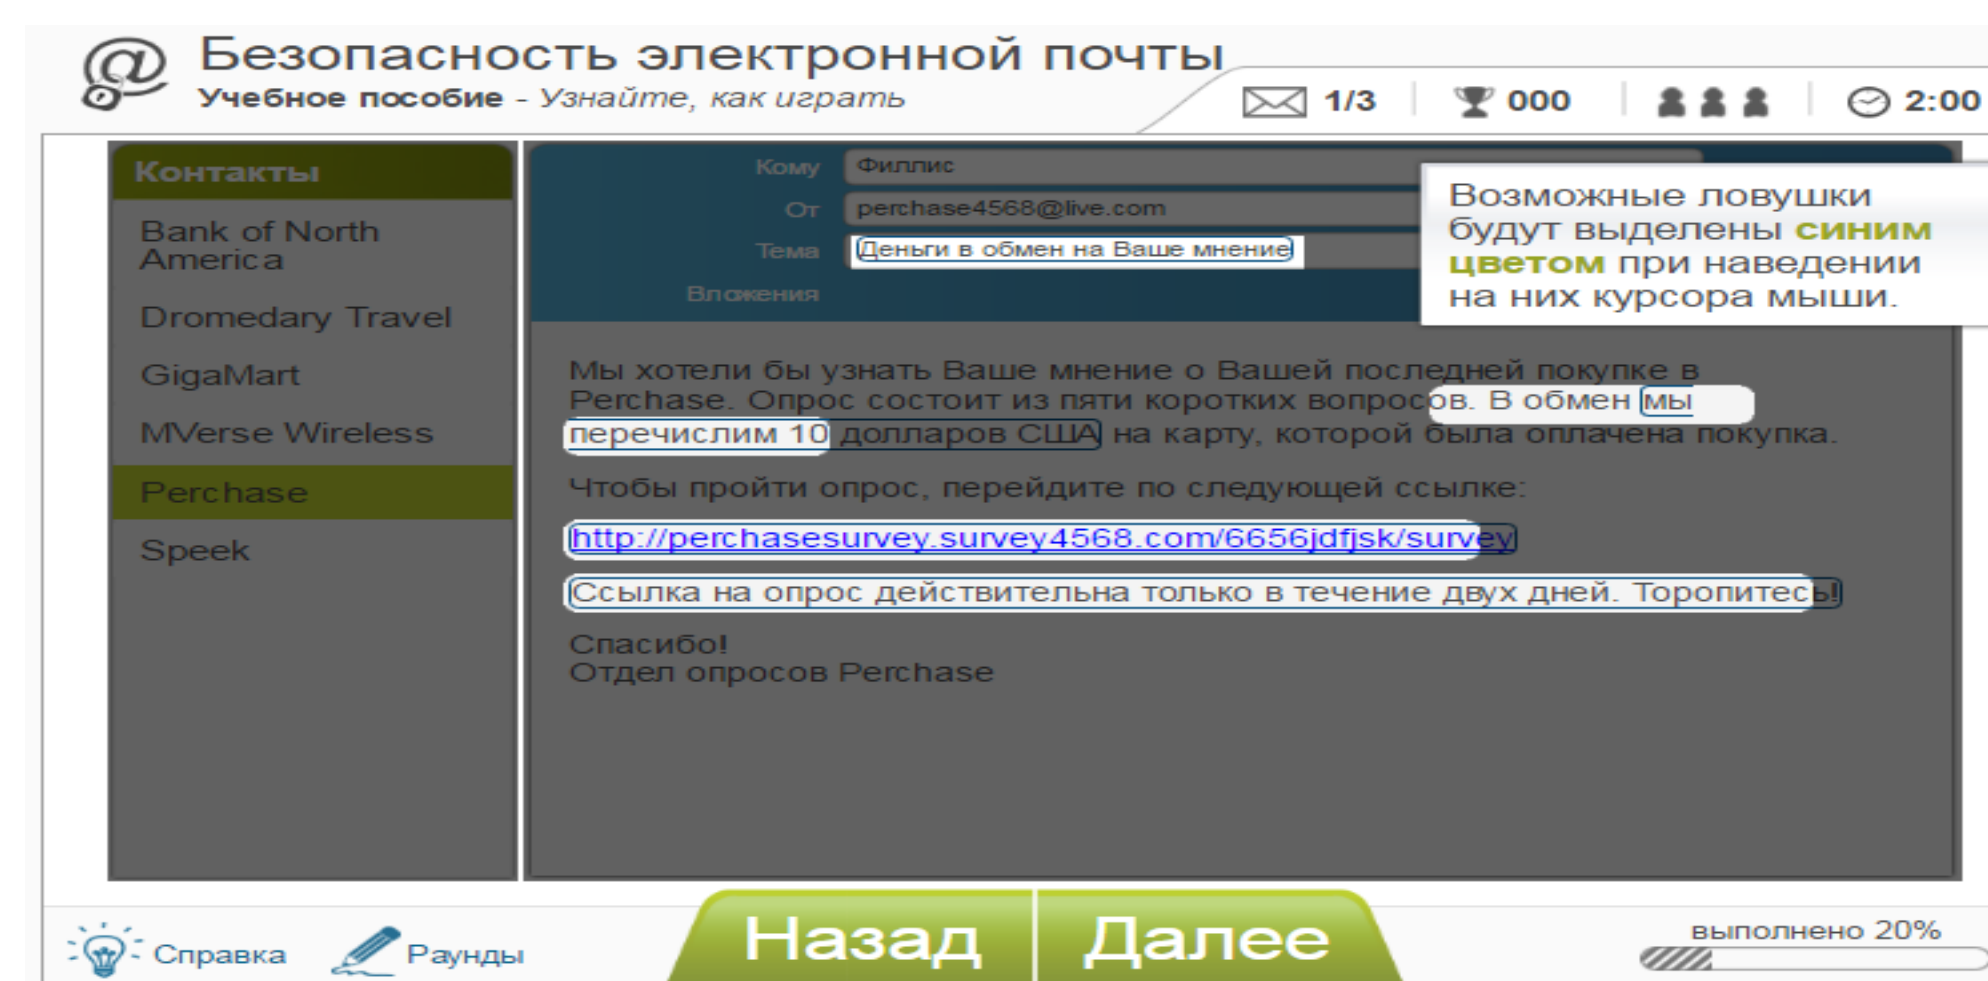 Безопасность электронной почты
Учебное пособие - Узнайте, как играть
1/3
000
2:00
Контакты
Bank of North
America
Dromedary Travel
GigaMart
MVerse Wireless
Perchase
Speek
Кому Филлис
От perchase4568@live.com
Тема Деньги в обмен на Ваше мнение
Вложения
Возможные ловушки
будут выделены синим
цветом при наведении
на них курсора мыши.
Мы хотели бы узнать Ваше мнение о Вашей последней покупке в
Perchase. Опрос состоит из пяти коротких вопросов. В обмен мы
перечислим 10 долларов США на карту, которой была оплачена покупка.
Чтобы пройти опрос, перейдите по следующей ссылке:
http://perchasesurvey.survey4568.com/6656jdfjsk/survey
Ссылка на опрос действительна только в течение двух дней. Торопитесь!
Спасибо!
Отдел опросов Perchase
Справка
Раунды
Назад
Далее
выполнено 20%